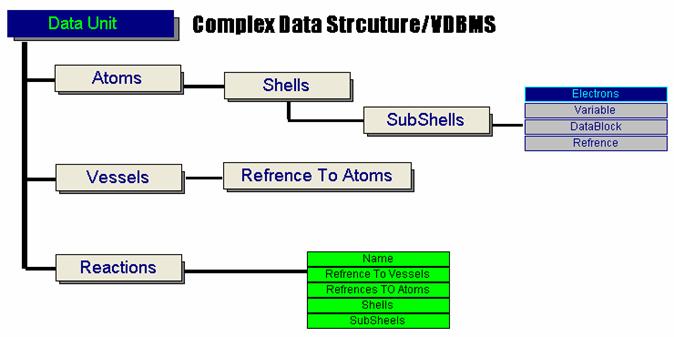 Data Unit
Complex Data Strcuture/VDBMS
Atoms
Shells
SubShells
Electrons
Variable
DataBlock
Refrence
Vessels
Refrence To Atoms
Reactions
Name
Refrence To Vessels
Refrences TO Atoms
Shells
SubSheels